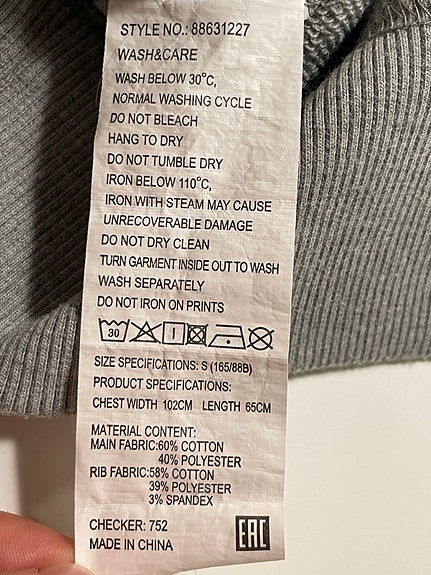 STYLE NO.: 88631227
WASH&CARE
WASH BELOW 30°C,
NORMAL WASHING CYCLE
DO NOT BLEACH
HANG TO DRY
DO NOT TUMBLE DRY
IRON BELOW 110°C,
IRON WITH STEAM MAY CAUSE
UNRECOVERABLE DAMAGE
DO NOT DRY CLEAN
TURN GARMENT INSIDE OUT TO WASH
WASH SEPARATELY
DO NOT IRON ON PRINTS
30
SIZE SPECIFICATIONS: S (165/88B)
PRODUCT SPECIFICATIONS:
CHEST WIDTH 102CM LENGTH 65CM
MATERIAL CONTENT:
MAIN FABRIC:60% COTTON
40% POLYESTER
RIB FABRIC:58% COTTON
39% POLYESTER
3% SPANDEX
CHECKER: 752
MADE IN CHINA
EAC